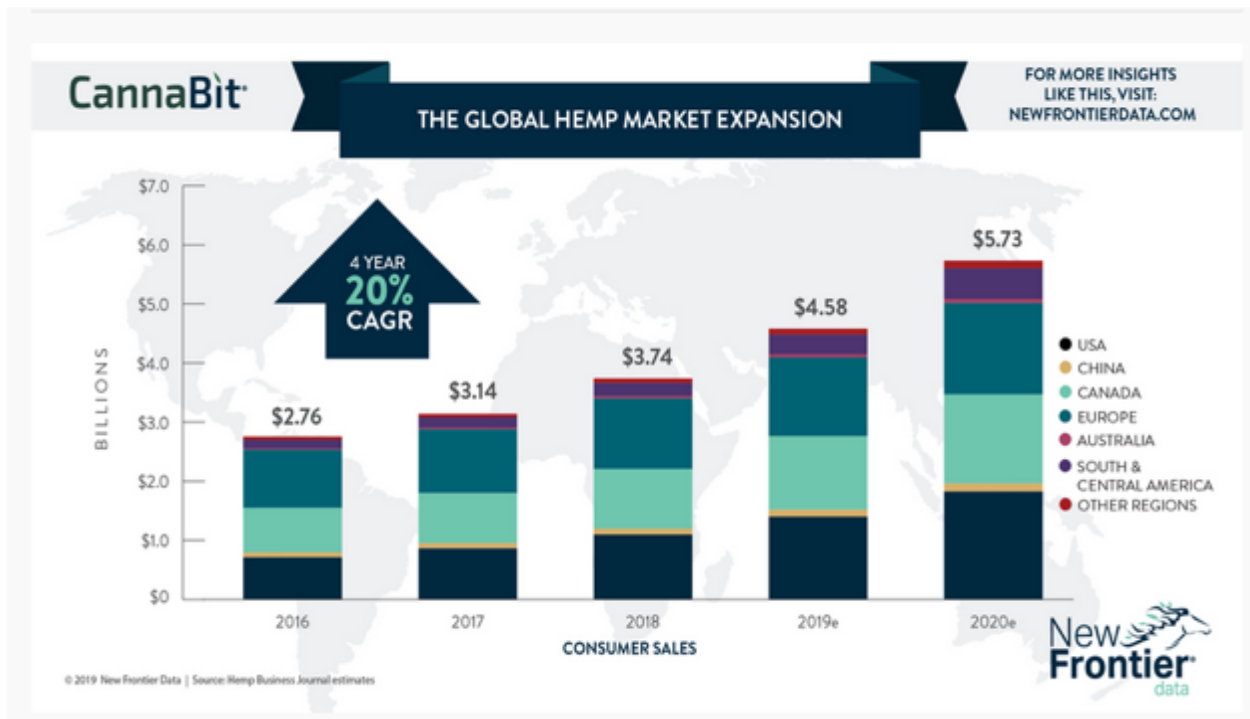 CannaBit
THE GLOBAL HEMP MARKET EXPANSION
FOR MORE INSIGHTS
LIKE THIS, VISIT:
NEWFRONTIERDATA.COM
$7.0
$6.0
$5.0
$4.0
$3.0
$2.0
$1.0
$0
BILLIONS
4 YEAR
20%
CAGR
$2.76
$3.14
$3.74
$4.58
$5.73
USA
CHINA
CANADA
EUROPE
AUSTRALIA
SOUTH &
CENTRAL AMERICA
OTHER REGIONS
2016
2017
2018
2019e
2020e
CONSUMER SALES
New
Frontier
data
© 2019 New Frontier Data | Source: Hemp Business Journal estimates